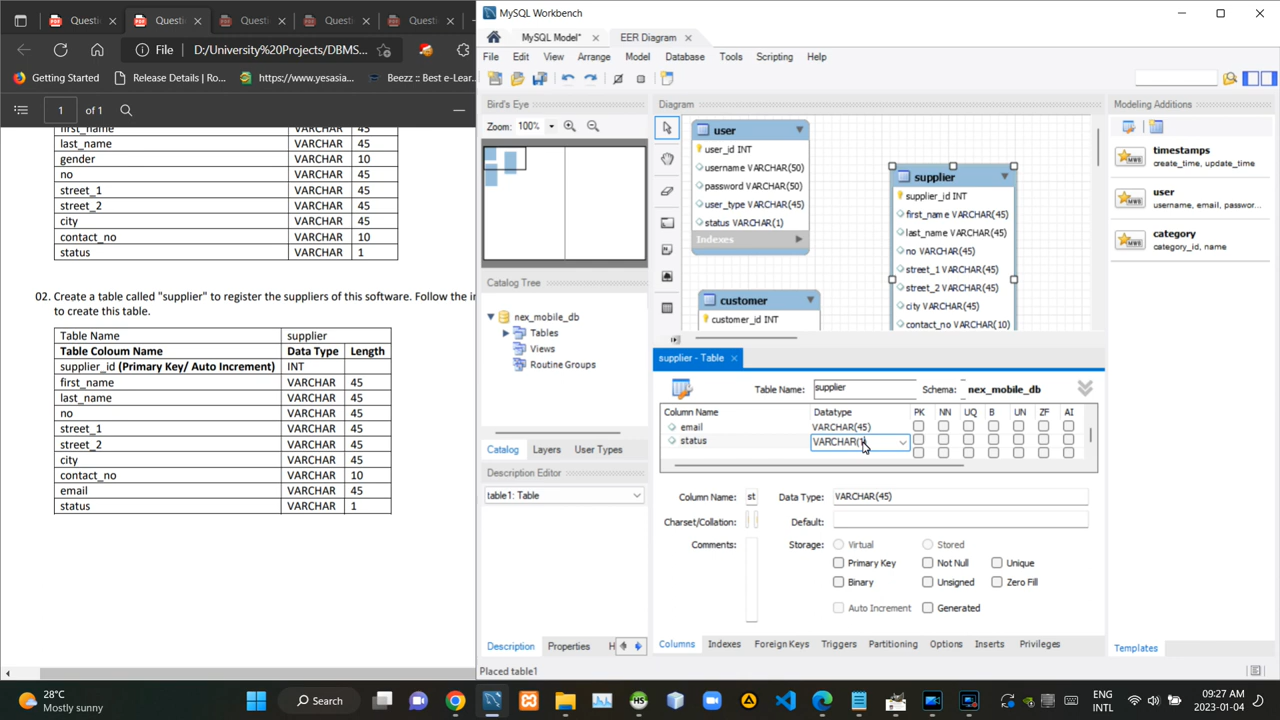 Questio
Questio
Questio
Questio
Questio
File
D:/University%20Projects/DBMS...
Getting Started
Release Details | Ro...
https://www.yesasia...
Beezz :: Best e-Lear...
1 of 1
first_name VARCHAR 45
last_name VARCHAR 45
gender VARCHAR 10
no VARCHAR 45
street_1 VARCHAR 45
street_2 VARCHAR 45
city VARCHAR 45
contact_no VARCHAR 10
status VARCHAR 1
02. Create a table called "supplier" to register the suppliers of this software. Follow the in
to create this table.
Table Name supplier
Table Coloum Name Data Type Length
supplier_id (Primary Key/ Auto Increment) INT
first_name VARCHAR 45
last_name VARCHAR 45
no VARCHAR 45
street_1 VARCHAR 45
street_2 VARCHAR 45
city VARCHAR 45
contact_no VARCHAR 10
email VARCHAR 45
status VARCHAR 1
MySQL Workbench
MySQL Model*
EER Diagram
File Edit View Arrange Model Database Tools Scripting Help
Bird's Eye
Zoom: 100%
Catalog Tree
nex_mobile_db
Tables
Views
Routine Groups
Catalog Layers User Types
Description Editor
table1: Table
Description Properties H
Diagram
user
user_id INT
username VARCHAR(50)
password VARCHAR(50)
user_type VARCHAR(45)
status VARCHAR(1)
Indexes
customer
customer_id INT
supplier
supplier_id INT
first_name VARCHAR(45)
last_name VARCHAR(45)
no VARCHAR(45)
street_1 VARCHAR(45)
street_2 VARCHAR(45)
city VARCHAR(45)
contact_no VARCHAR(10)
Modeling Additions
timestamps
create_time, update_time
user
username, email, passwor...
category
category_id, name
Templates
supplier - Table
Table Name: supplier Schema: nex_mobile_db
Column Name Datatype PK NN UQ B UN ZF AI
email VARCHAR(45)
status VARCHAR(1)
Column Name: st Data Type: VARCHAR(45)
Charset/Collation: Default:
Comments: Storage: Virtual Stored
Primary Key Not Null Unique
Binary Unsigned Zero Fill
Auto Increment Generated
Columns Indexes Foreign Keys Triggers Partitioning Options Inserts Privileges
Placed table1
28°C
Mostly sunny
Search
ENG
INTL
09:27 AM
2023-01-04